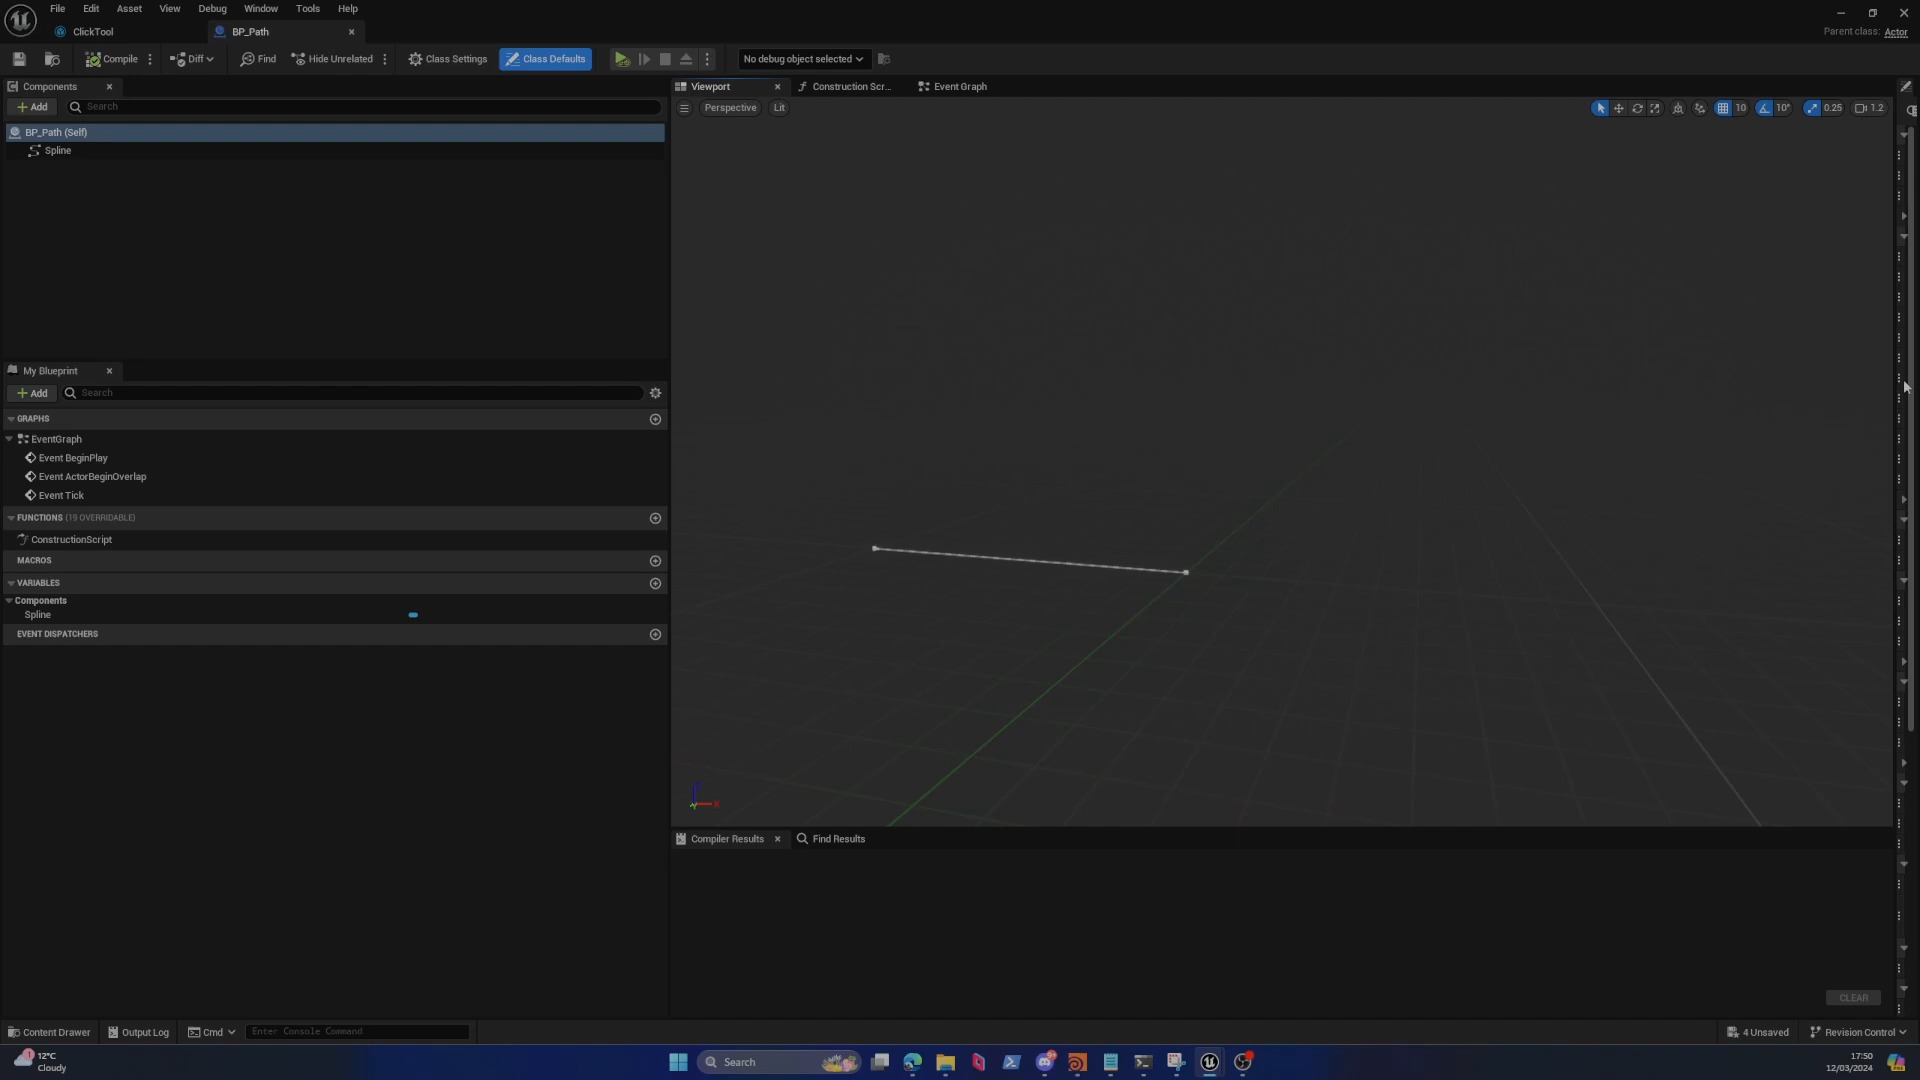 File Edit Asset View Debug Window Tools Help
ClickTool
BP_Path
Parent class: Actor
Compile
Diff
Find
Hide Unrelated
Class Settings
Class Defaults
No debug object selected
Components
Add
Search
BP_Path (Self)
Spline
My Blueprint
Add
Search
GRAPHS
EventGraph
Event BeginPlay
Event ActorBeginOverlap
Event Tick
FUNCTIONS (19 OVERRIDABLE)
ConstructionScript
MACROS
VARIABLES
Components
Spline
EVENT DISPATCHERS
Viewport
Construction Scr...
Event Graph
Perspective
Lit
10
10°
0.25
1.2
X
Compiler Results
Find Results
CLEAR
Content Drawer
Output Log
Cmd
Enter Console Command
4 Unsaved
Revision Control
1
12°C
Cloudy
Search
17:50
12/03/2024